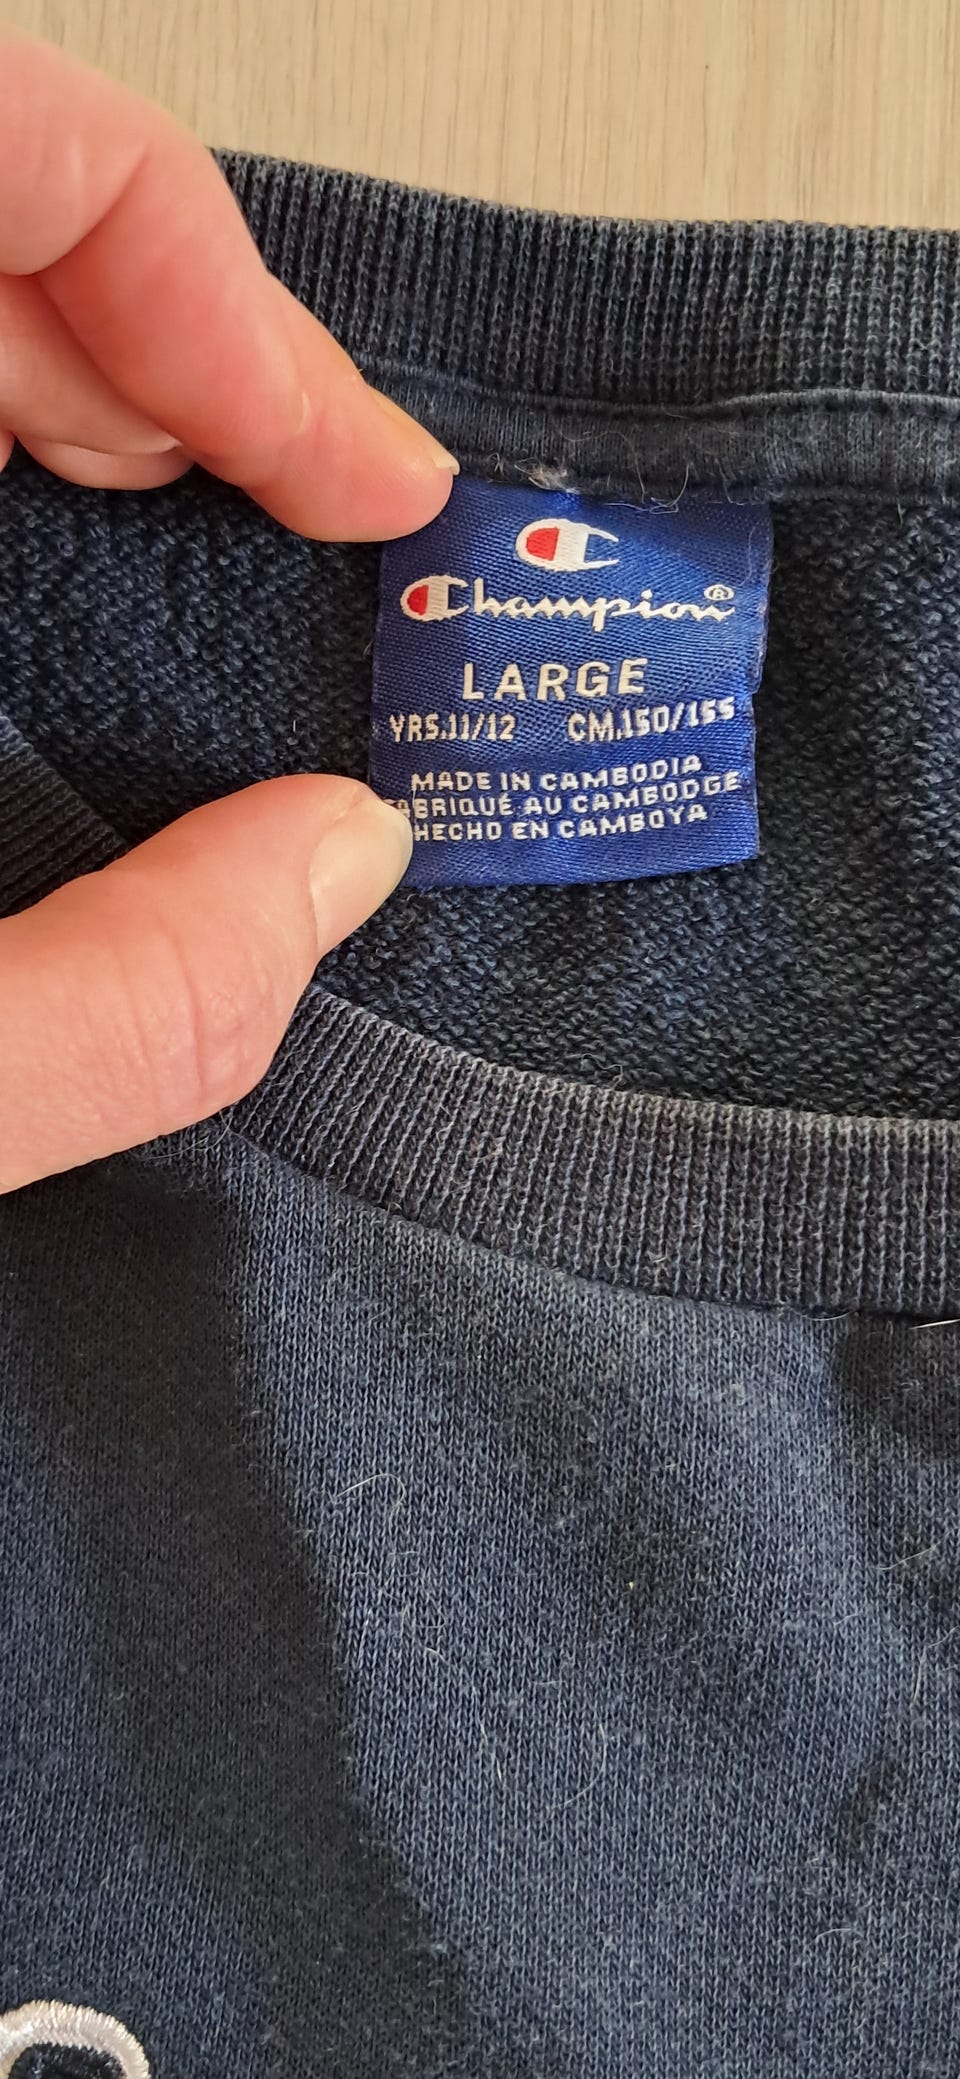 Champion®
LARGE
YRS.11/12 CM.150/155
MADE IN CAMBODIA
FABRIQUÉ AU CAMBODGE
HECHO EN CAMBOYA